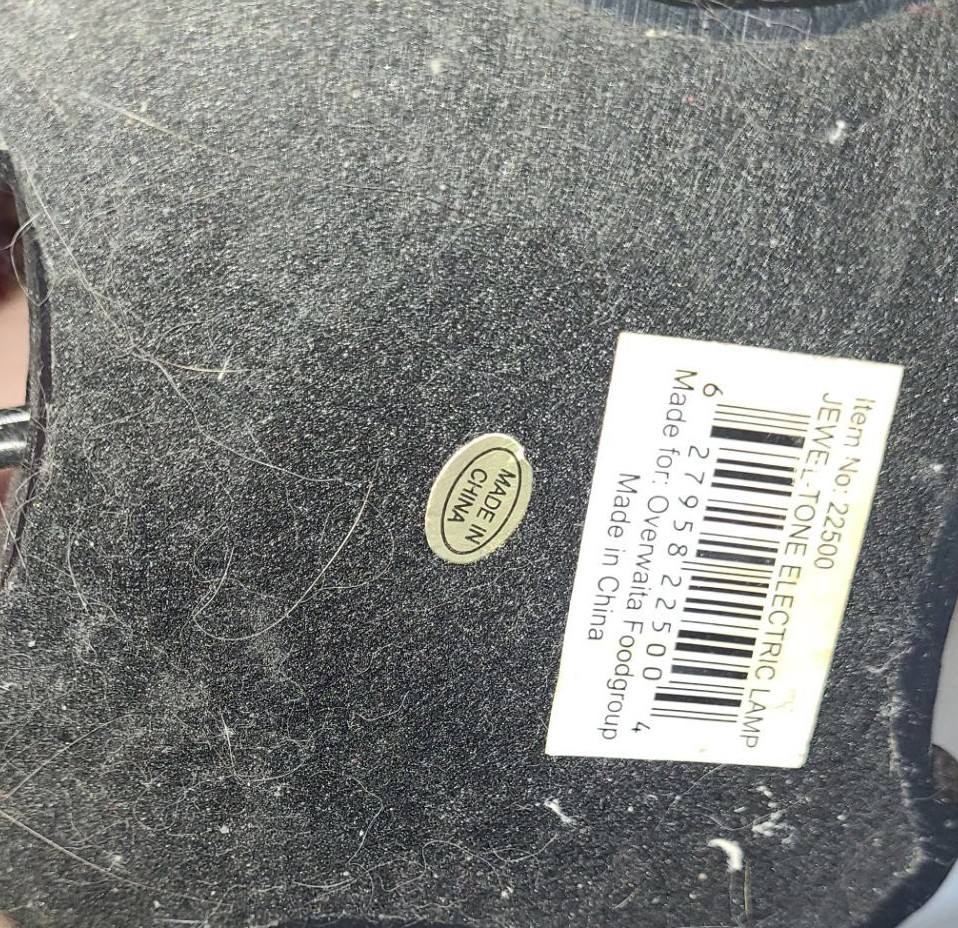 Item No: 22500
JEWEL-TONE ELECTRIC LAMP
6 27958 22500 4
Made for: Overwaita Foodgroup
Made in China
MADE IN
CHINA